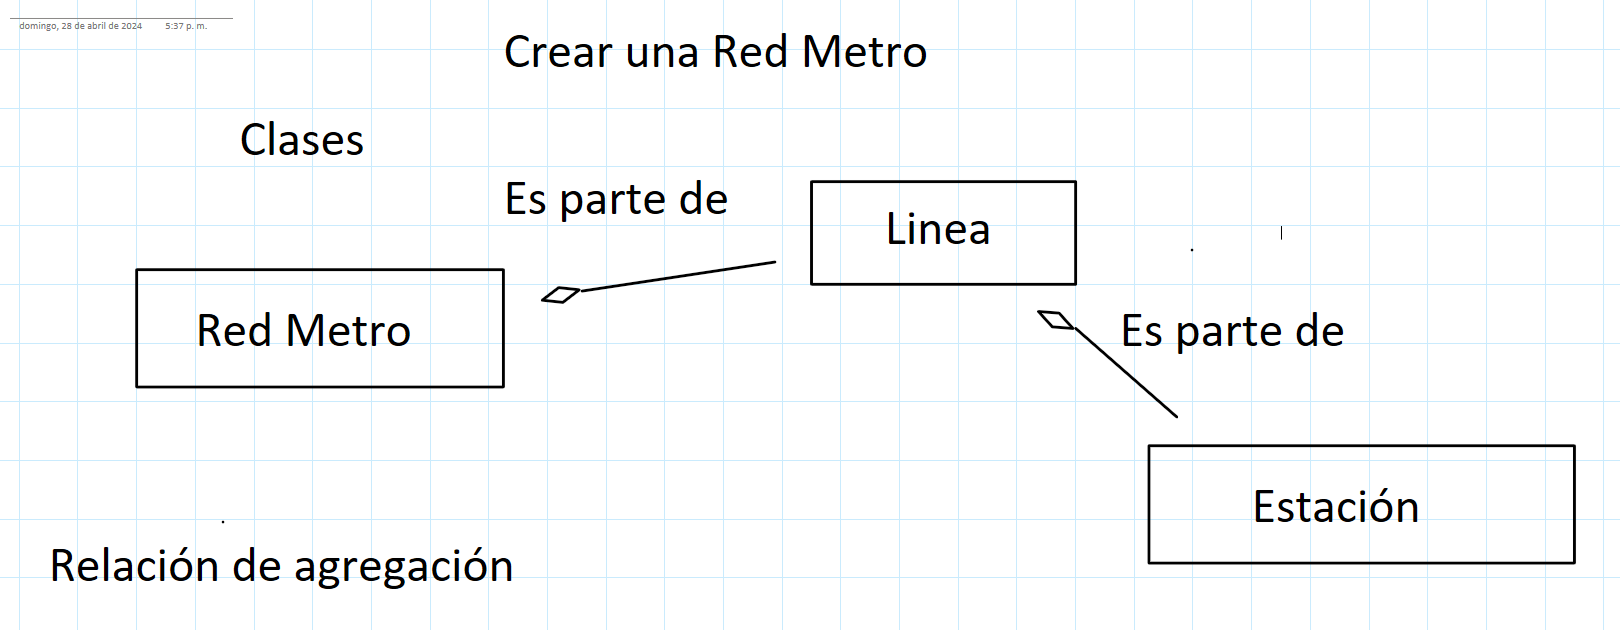 domingo, 28 de abril de 2024 5:37 p. m.
Crear una Red Metro
Clases
Es parte de
Linea
Red Metro
Es parte de
Estación
Relación de agregación